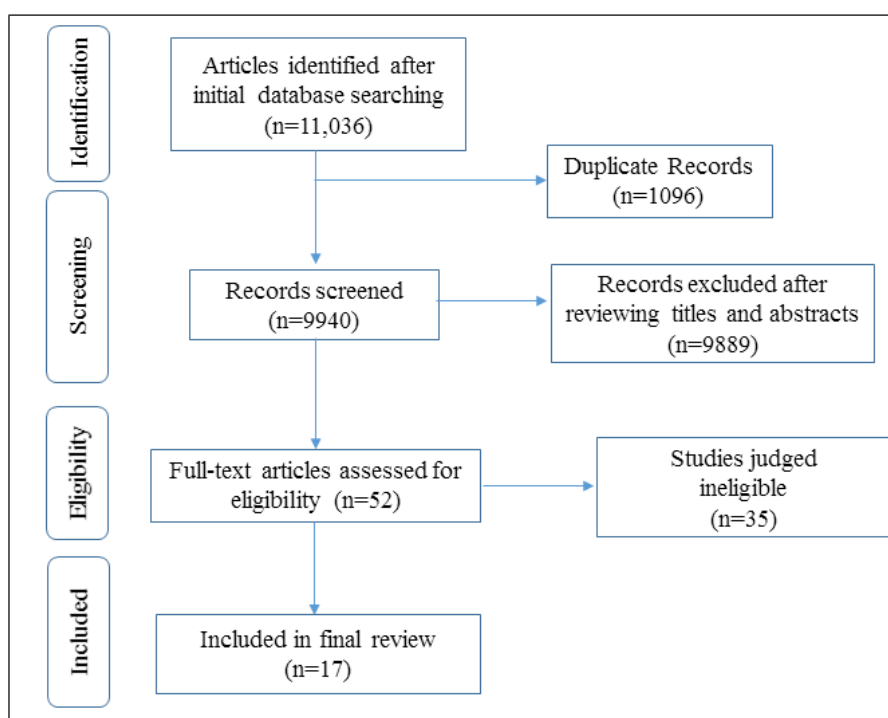 Identification
Articles identified after
initial database searching
(n=11,036)
Duplicate Records
(n=1096)
Screening
Records screened
(n=9940)
Records excluded after
reviewing titles and abstracts
(n=9889)
Eligibility
Full-text articles assessed for
eligibility (n=52)
Studies judged
ineligible
(n=35)
Included
Included in final review
(n=17)